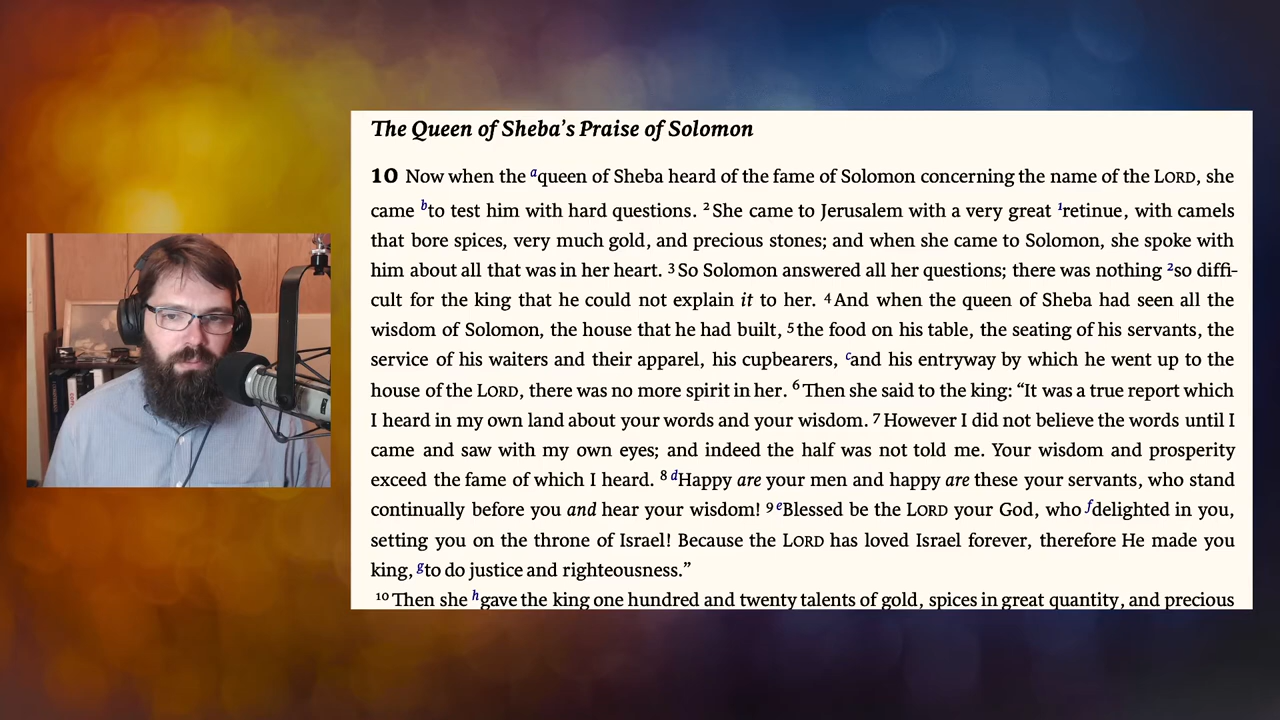 The Queen of Sheba's Praise of Solomon
10 Now when the aqueen of Sheba heard of the fame of Solomon concerning the name of the LORD, she
came bto test him with hard questions. 2 She came to Jerusalem with a very great 1retinue, with camels
that bore spices, very much gold, and precious stones; and when she came to Solomon, she spoke with
him about all that was in her heart. 3 So Solomon answered all her questions; there was nothing 2so diffi-
cult for the king that he could not explain it to her. 4 And when the queen of Sheba had seen all the
wisdom of Solomon, the house that he had built, 5 the food on his table, the seating of his servants, the
service of his waiters and their apparel, his cupbearers, cand his entryway by which he went up to the
house of the LORD, there was no more spirit in her. 6 Then she said to the king: “It was a true report which
I heard in my own land about your words and your wisdom. 7 However I did not believe the words until I
came and saw with my own eyes; and indeed the half was not told me. Your wisdom and prosperity
exceed the fame of which I heard. 8 dHappy are your men and happy are these your servants, who stand
continually before you and hear your wisdom! 9 eBlessed be the LORD your God, who fdelighted in you,
setting you on the throne of Israel! Because the LORD has loved Israel forever, therefore He made you
king, gto do justice and righteousness.”
10 Then she hgave the king one hundred and twenty talents of gold, spices in great quantity, and precious